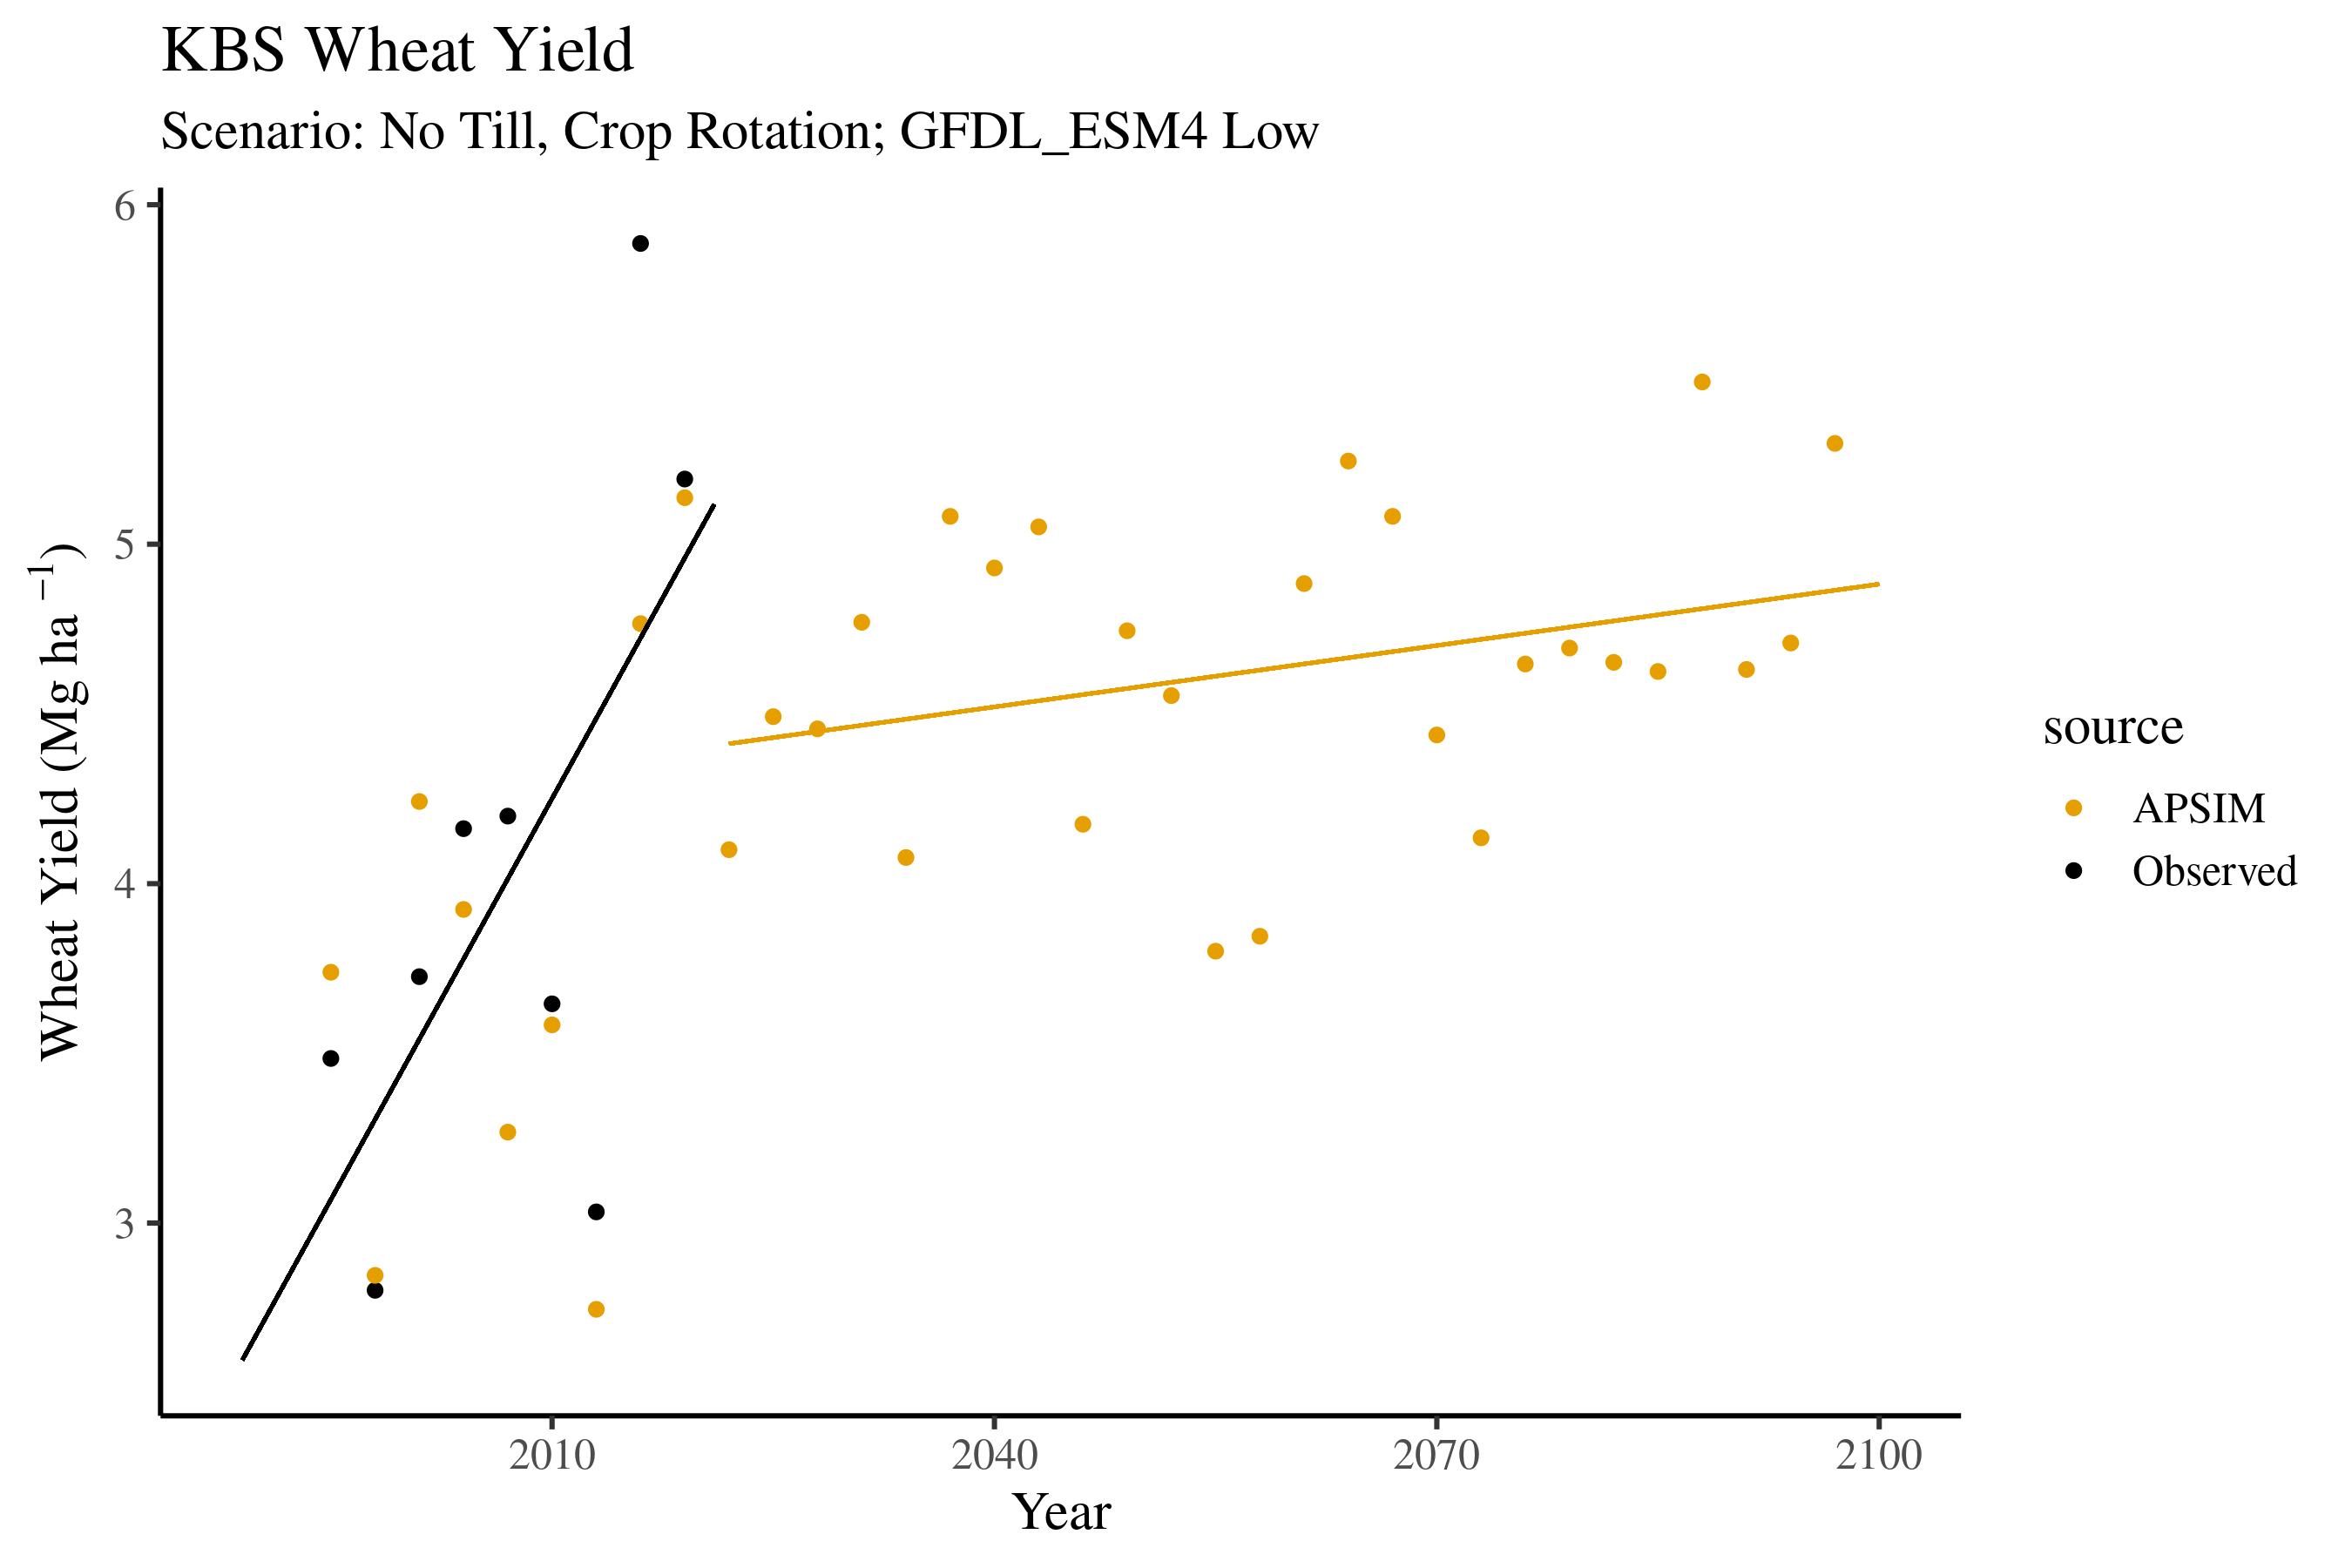 KBS Wheat Yield
Scenario: No Till, Crop Rotation; GFDL_ESM4 Low
Wheat Yield (Mg ha −1)
6
5
4
3
2010
2040
2070
2100
Year
source
APSIM
Observed